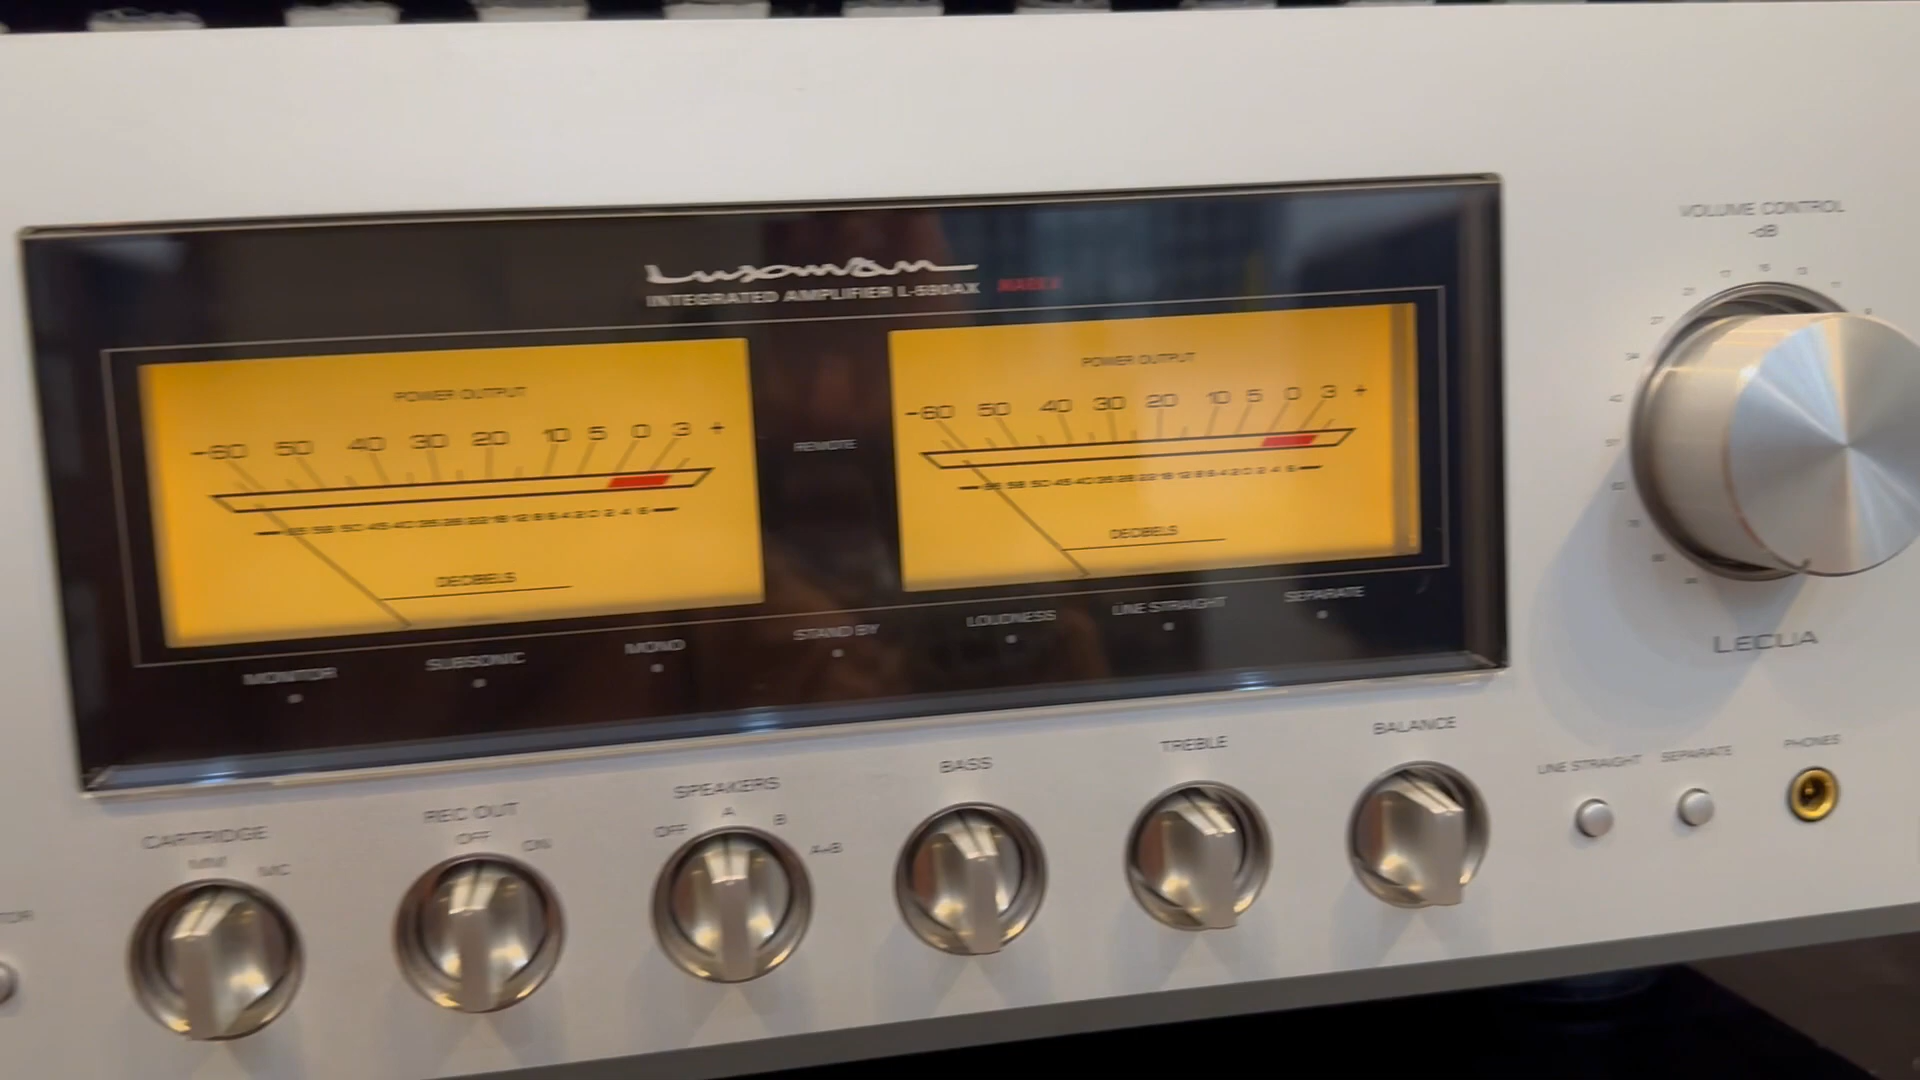 LUXMAN
INTEGRATED AMPLIFIER L-590AX MARK II
POWER OUTPUT
-60 50 40 30 20 10 5 0 3 +
DECIBELS
REMOTE
POWER OUTPUT
-60 50 40 30 20 10 5 0 3 +
DECIBELS
MONITOR SUBSONIC MONO STAND BY LOUDNESS LINE STRAIGHT SEPARATE
VOLUME CONTROL
-dB
LECUA
CARTRIDGE
MM MC
REC OUT
OFF ON
SPEAKERS
OFF A B A+B
BASS
TREBLE
BALANCE
LINE STRAIGHT
SEPARATE
PHONES